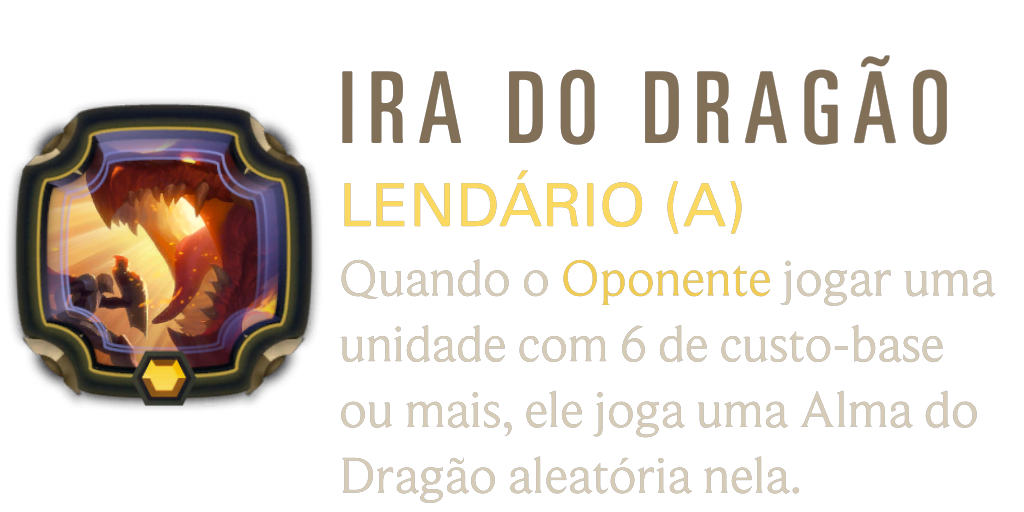 IRA DO DRAGÃO
LENDÁRIO (A)
Quando o Oponente jogar uma
unidade com 6 de custo-base
ou mais, ele joga uma Alma do
Dragão aleatória nela.